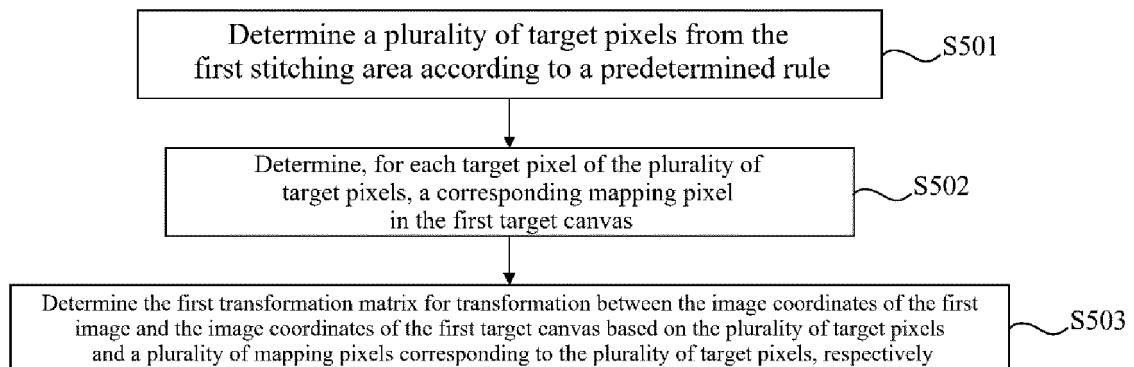 Determine a plurality of target pixels from the
first stitching area according to a predetermined rule
S501
Determine, for each target pixel of the plurality of
target pixels, a corresponding mapping pixel
in the first target canvas
S502
Determine the first transformation matrix for transformation between the image coordinates of the first
image and the image coordinates of the first target canvas based on the plurality of target pixels
and a plurality of mapping pixels corresponding to the plurality of target pixels, respectively
S503